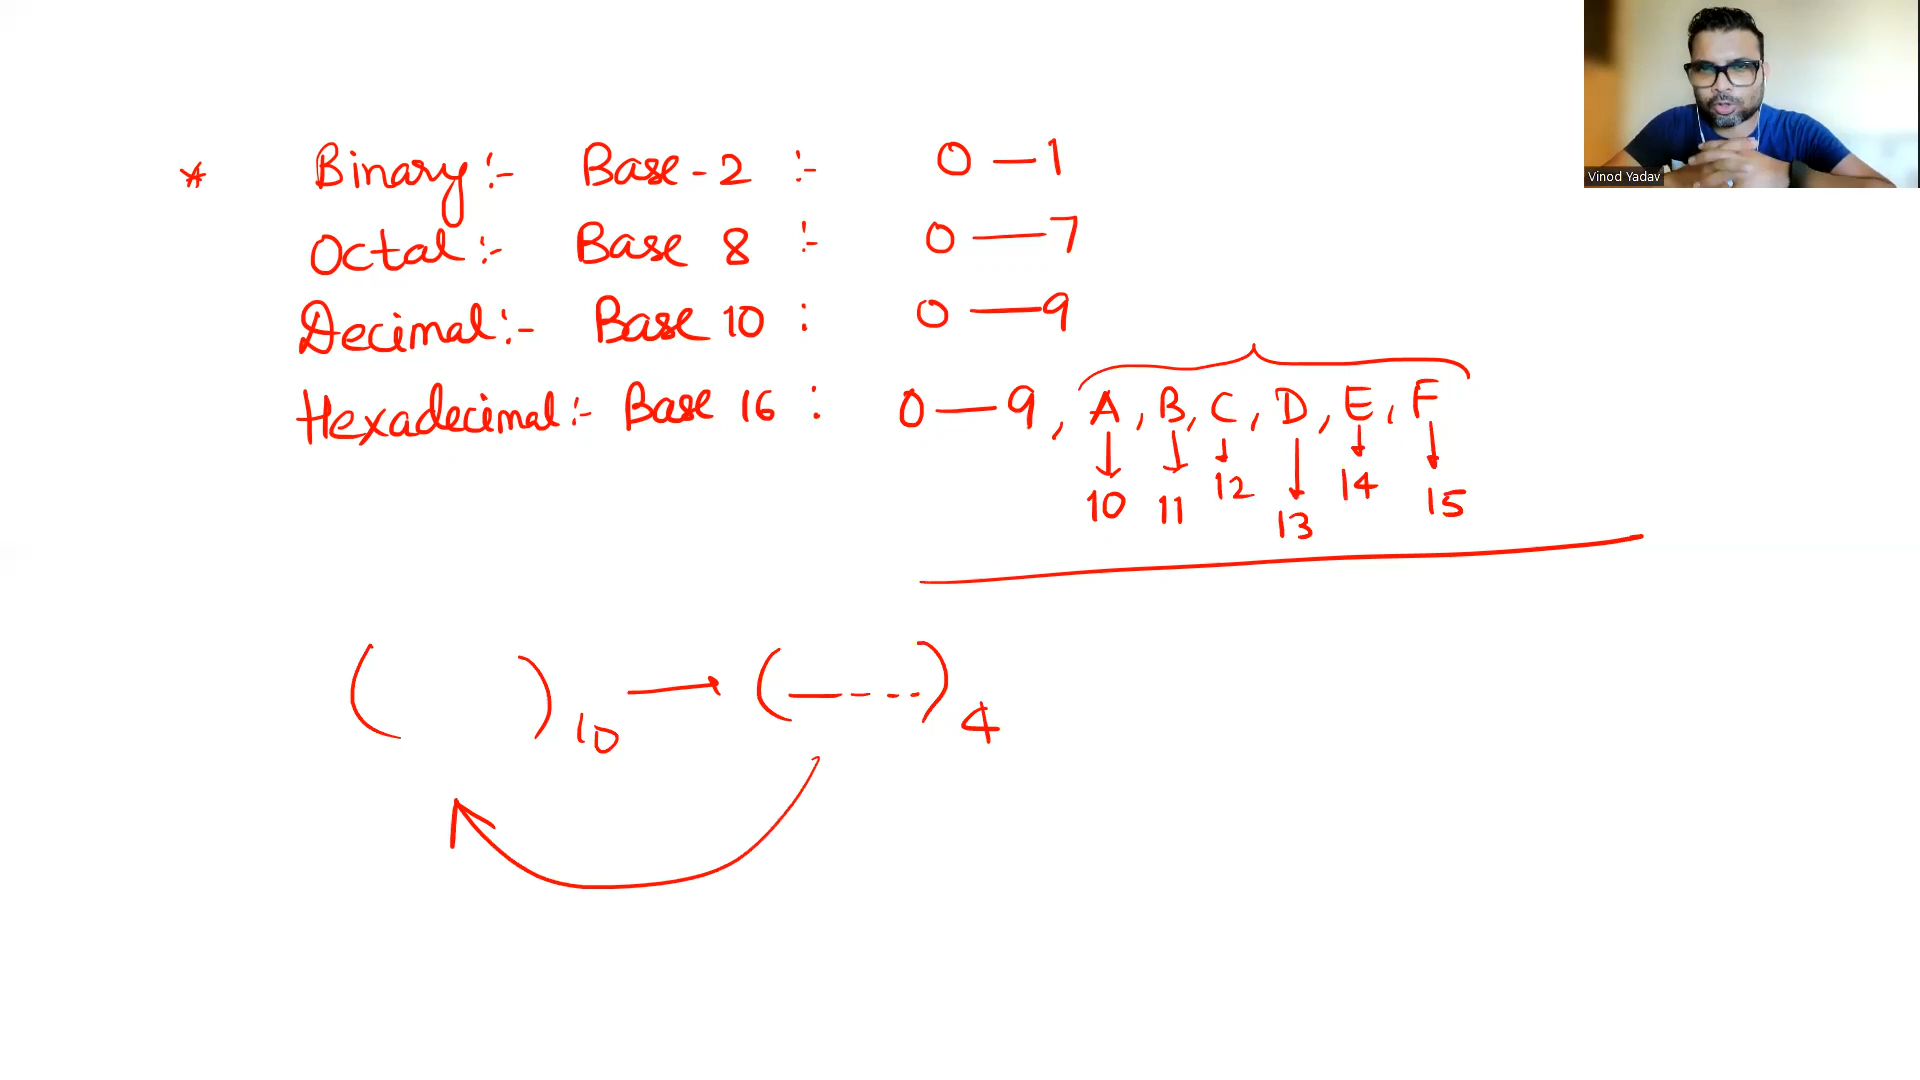 Vinod Yadav
* Binary:- Base-2 :- 0 — 1
Octal:- Base 8 :- 0 — 7
Decimal:- Base 10 : 0 — 9
Hexadecimal:- Base 16 : 0 — 9, A, B, C, D, E, F
10 11 12 13 14 15
( )10 → (—----)4